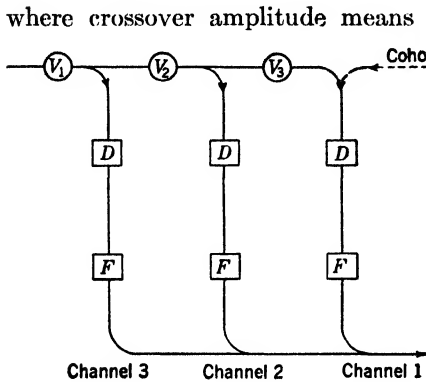 where crossover amplitude means
V₁ V₂ V₃ Coho
D D D
F F F
Channel 3 Channel 2 Channel 1